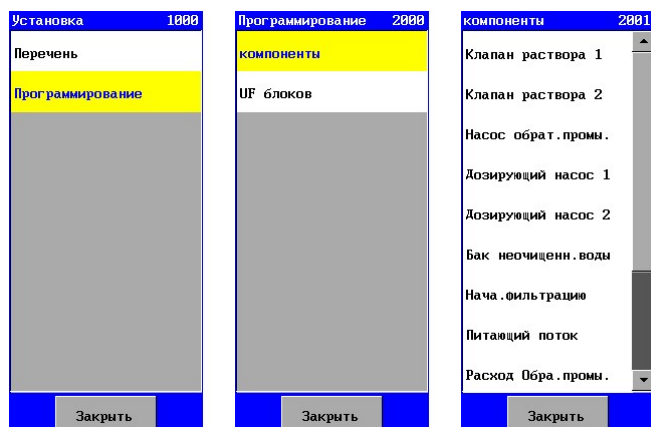 Установка 1000
Перечень
Программирование
Закрыть
Программирование 2000
компоненты
UF блоков
Закрыть
компоненты 2001
Клапан раствора 1
Клапан раствора 2
Насос обрат.промы.
Дозирующий насос 1
Дозирующий насос 2
Бак неочищенн.воды
Нача.фильтрацию
Питающий поток
Расход Обра.промы.
Закрыть